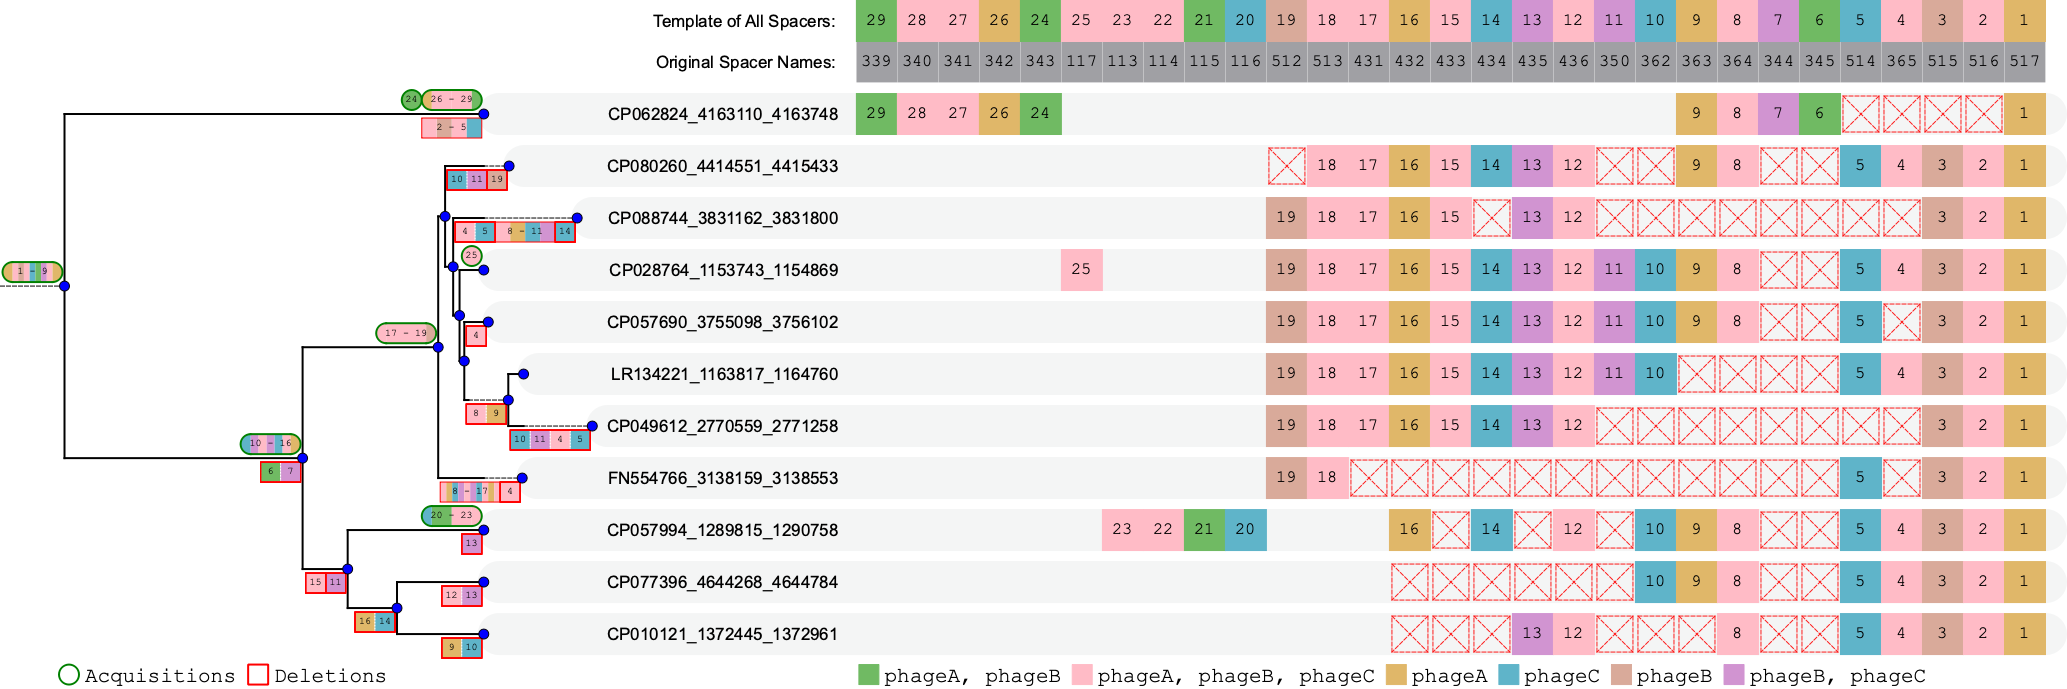 Template of All Spacers: 29 28 27 26 24 25 23 22 21 20 19 18 17 16 15 14 13 12 11 10 9 8 7 6 5 4 3 2 1
Original Spacer Names: 339 340 341 342 343 117 113 114 115 116 512 513 431 432 433 434 435 436 350 362 363 364 344 345 514 365 515 516 517
24 26 - 29
CP062824_4163110_4163748 29 28 27 26 24 9 8 7 6 1
2 - 5
CP080260_4414551_4415433 18 17 16 15 14 13 12 9 8 5 4 3 2 1
10 11 19
CP088744_3831162_3831800 19 18 17 16 15 13 12 3 2 1
4 5 8 - 11 14
25
CP028764_1153743_1154869 25 19 18 17 16 15 14 13 12 11 10 9 8 5 4 3 2 1
1 - 9
CP057690_3755098_3756102 19 18 17 16 15 14 13 12 11 10 9 8 5 3 2 1
17 - 19 4
LR134221_1163817_1164760 19 18 17 16 15 14 13 12 11 10 5 4 3 2 1
8 9
CP049612_2770559_2771258 19 18 17 16 15 14 13 12 3 2 1
10 - 16 10 11 4 5
6 7
FN554766_3138159_3138553 19 18 5 3 2 1
8 - 17 4
20 - 23
CP057994_1289815_1290758 23 22 21 20 16 14 12 10 9 8 5 4 3 2 1
13
15 11
CP077396_4644268_4644784 10 9 8 5 4 3 2 1
12 13
16 14
CP010121_1372445_1372961 13 12 8 5 4 3 2 1
9 10
Acquisitions Deletions phageA, phageB phageA, phageB, phageC phageA phageC phageB phageB, phageC